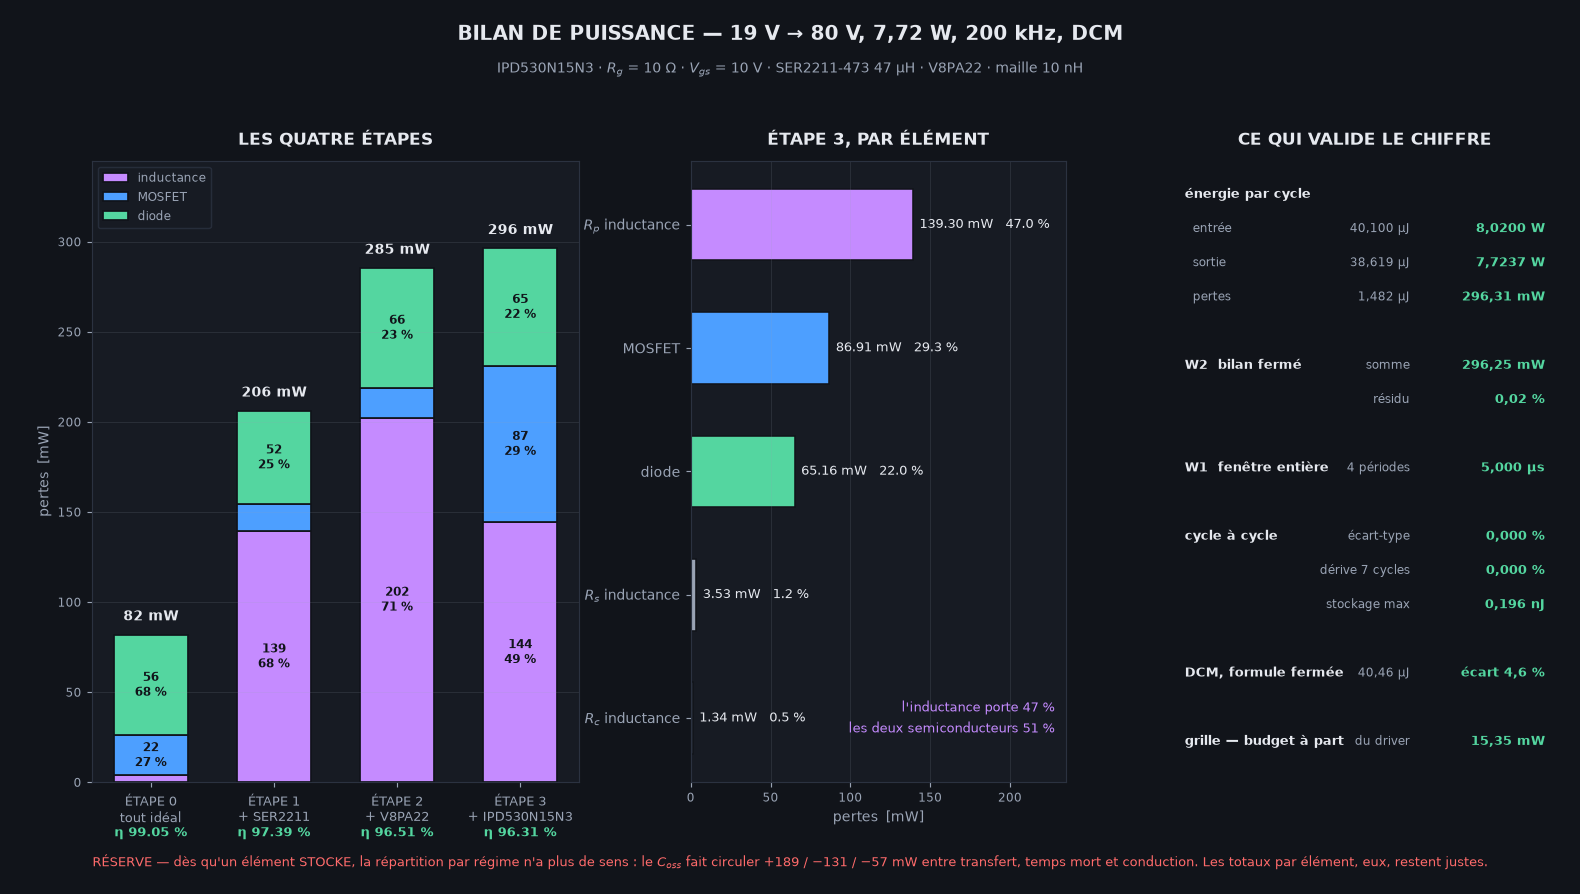 BILAN DE PUISSANCE — 19 V → 80 V, 7,72 W, 200 kHz, DCM
IPD530N15N3 · Rg = 10 Ω · Vgs = 10 V · SER2211-473 47 µH · V8PA22 · maille 10 nH
LES QUATRE ÉTAPES
inductance
MOSFET
diode
pertes [mW]
0
50
100
150
200
250
300
82 mW
56
68 %
22
27 %
206 mW
52
25 %
139
68 %
285 mW
66
23 %
202
71 %
296 mW
65
22 %
87
29 %
144
49 %
ÉTAPE 0
tout idéal
η 99.05 %
ÉTAPE 1
+ SER2211
η 97.39 %
ÉTAPE 2
+ V8PA22
η 96.51 %
ÉTAPE 3
+ IPD530N15N3
η 96.31 %
ÉTAPE 3, PAR ÉLÉMENT
Rp inductance 139.30 mW 47.0 %
MOSFET 86.91 mW 29.3 %
diode 65.16 mW 22.0 %
Rs inductance 3.53 mW 1.2 %
Rc inductance 1.34 mW 0.5 %
l'inductance porte 47 %
les deux semiconducteurs 51 %
0 50 100 150 200
pertes [mW]
CE QUI VALIDE LE CHIFFRE
énergie par cycle
entrée 40,100 µJ 8,0200 W
sortie 38,619 µJ 7,7237 W
pertes 1,482 µJ 296,31 mW
W2 bilan fermé somme 296,25 mW
résidu 0,02 %
W1 fenêtre entière 4 périodes 5,000 µs
cycle à cycle écart-type 0,000 %
dérive 7 cycles 0,000 %
stockage max 0,196 nJ
DCM, formule fermée 40,46 µJ écart 4,6 %
grille — budget à part du driver 15,35 mW
RÉSERVE — dès qu'un élément STOCKE, la répartition par régime n'a plus de sens : le Coss fait circuler +189 / −131 / −57 mW entre transfert, temps mort et conduction. Les totaux par élément, eux, restent justes.